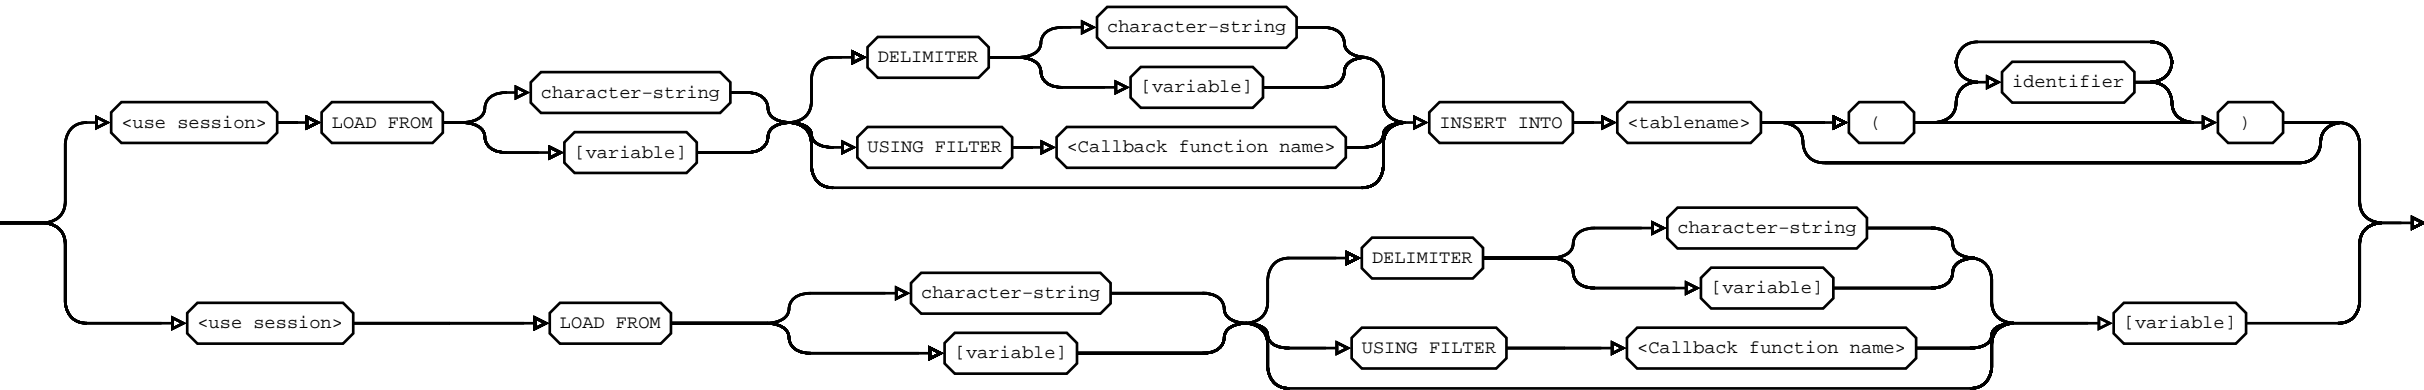 character-string
DELIMITER
[variable]
identifier
character-string
<use session>
LOAD FROM
[variable]
USING FILTER
<Callback function name>
INSERT INTO
<tablename>
(
)
character-string
DELIMITER
[variable]
character-string
<use session>
LOAD FROM
[variable]
USING FILTER
<Callback function name>
[variable]